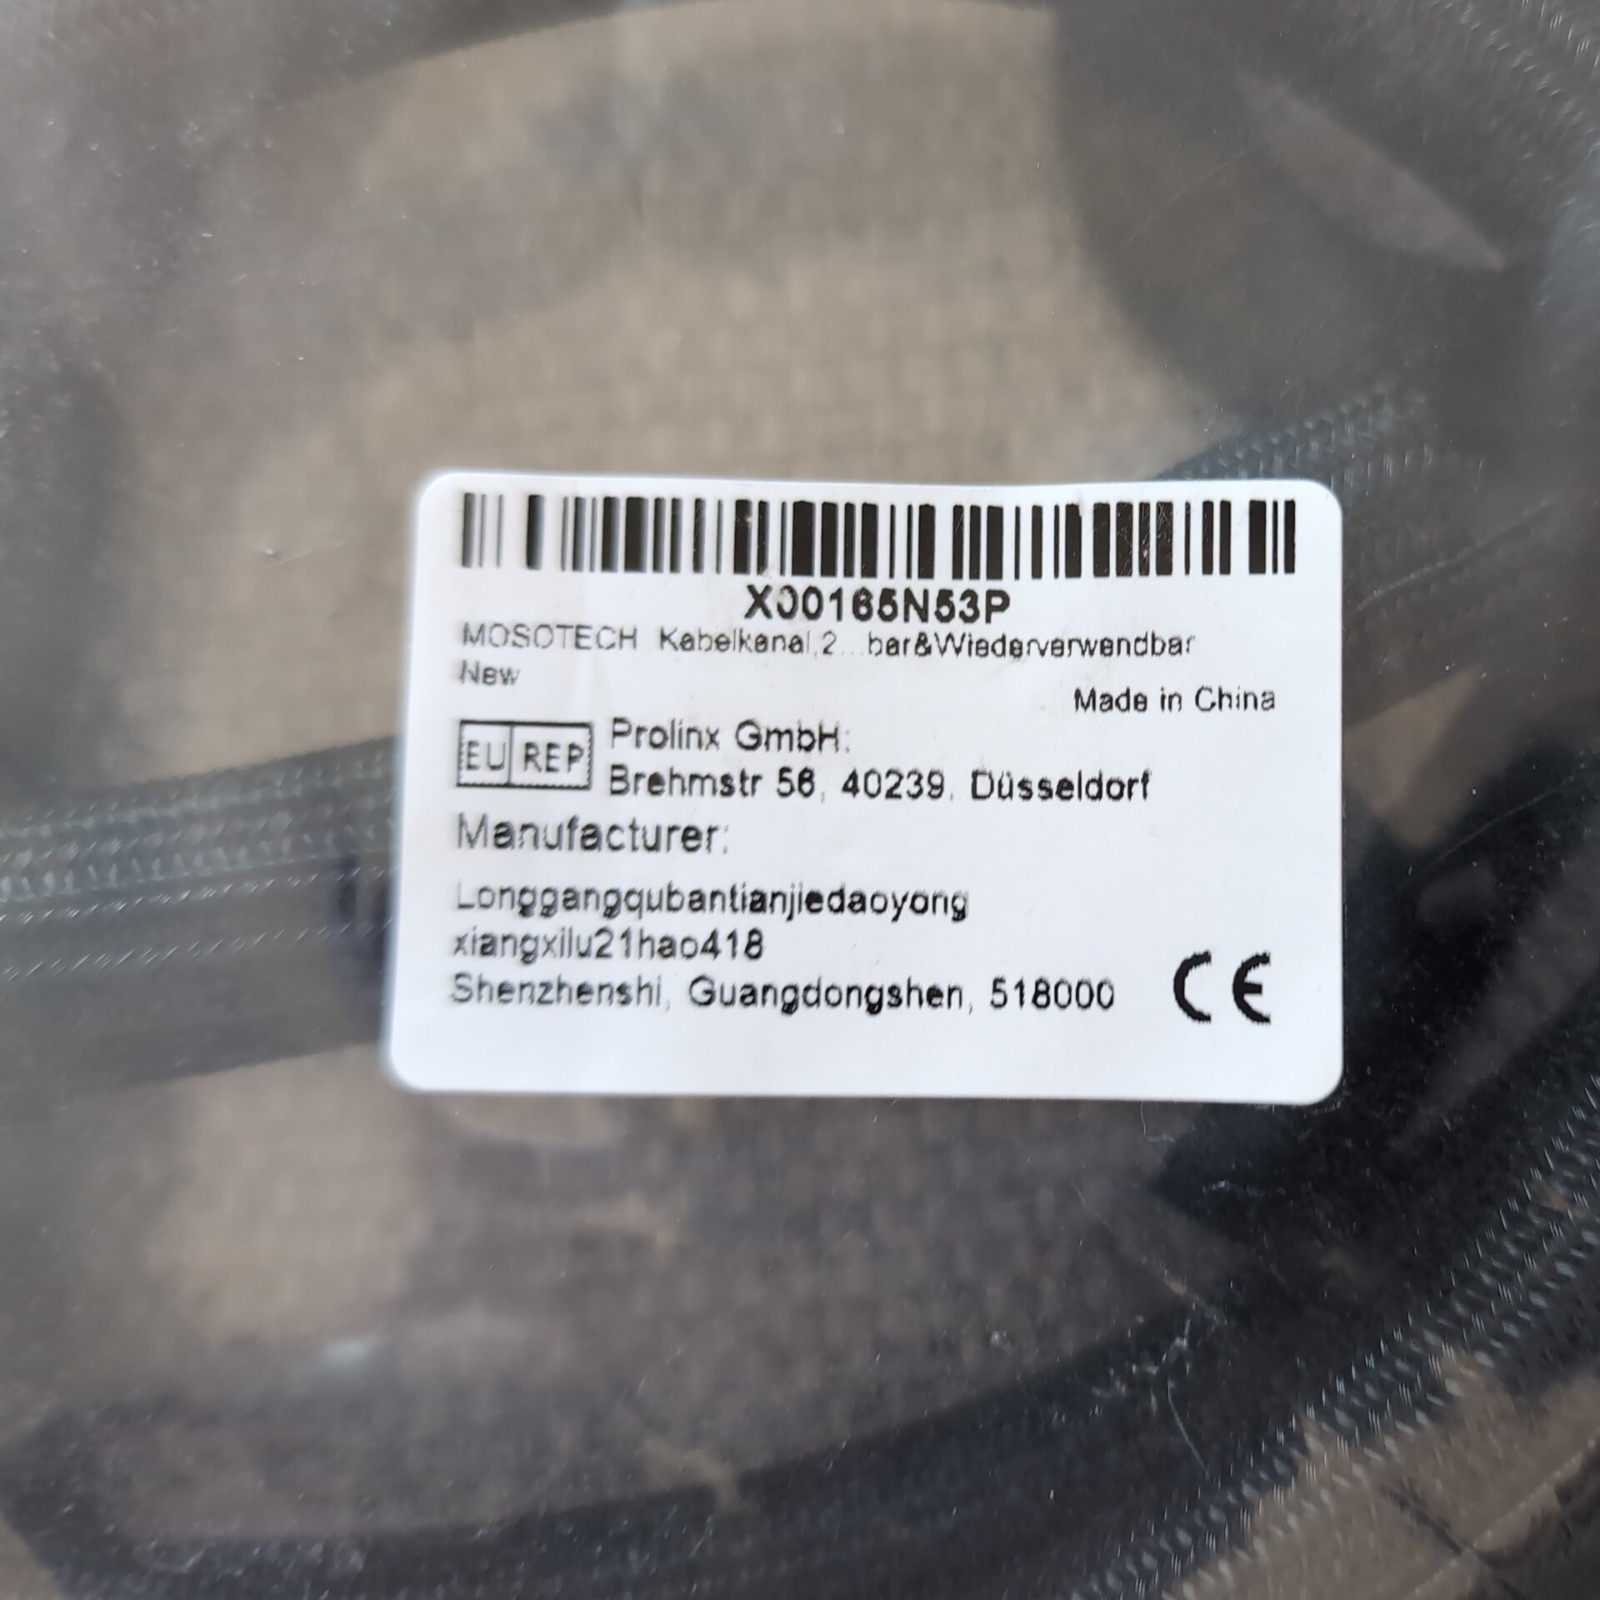 X00165N53P
MOSOTECH Kabelkanal,2...bar&Wiederverwendbar
New
Made in China
EU REP
Prolinx GmbH:
Brehmstr 56, 40239, Düsseldorf
Manufacturer:
Longgangqubantianjiedaoyong
xiangxilu21hao418
Shenzhenshi, Guangdongshen, 518000
CE